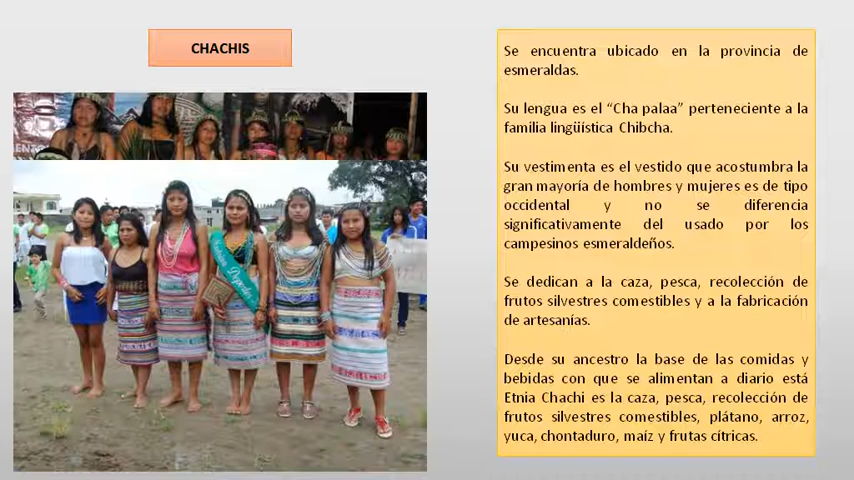 CHACHIS
Se encuentra ubicado en la provincia de
esmeraldas.
Su lengua es el “Cha palaa” perteneciente a la
familia lingüística Chibcha.
Su vestimenta es el vestido que acostumbra la
gran mayoría de hombres y mujeres es de tipo
occidental y no se diferencia
significativamente del usado por los
campesinos esmeraldeños.
Se dedican a la caza, pesca, recolección de
frutos silvestres comestibles y a la fabricación
de artesanías.
Desde su ancestro la base de las comidas y
bebidas con que se alimentan a diario está
Etnia Chachi es la caza, pesca, recolección de
frutos silvestres comestibles, plátano, arroz,
yuca, chontaduro, maíz y frutas cítricas.